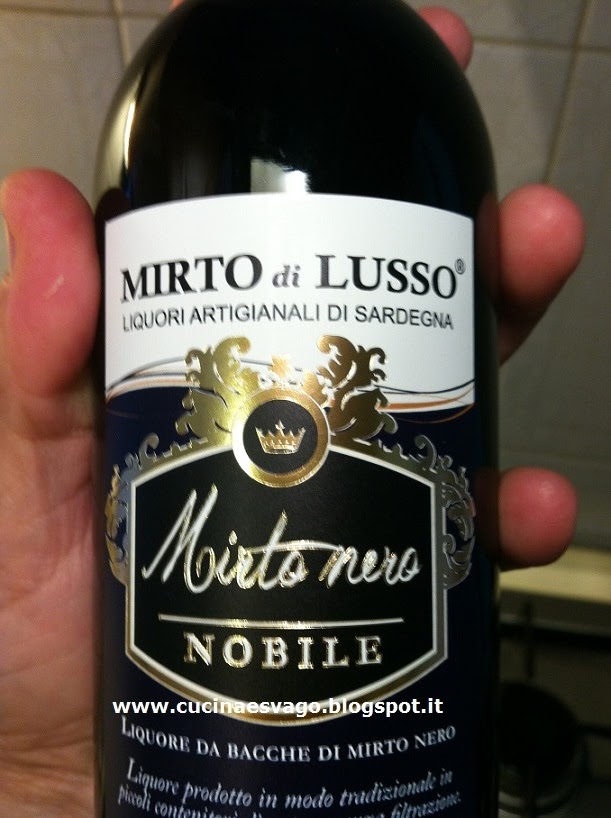 MIRTO di LUSSO®
LIQUORI ARTIGIANALI DI SARDEGNA
Mirto nero
NOBILE
www.cucinaesvago.blogspot.it
LIQUORE DA BACCHE DI MIRTO NERO
Liquore prodotto in modo tradizionale in
piccoli contenitori filtrazione.